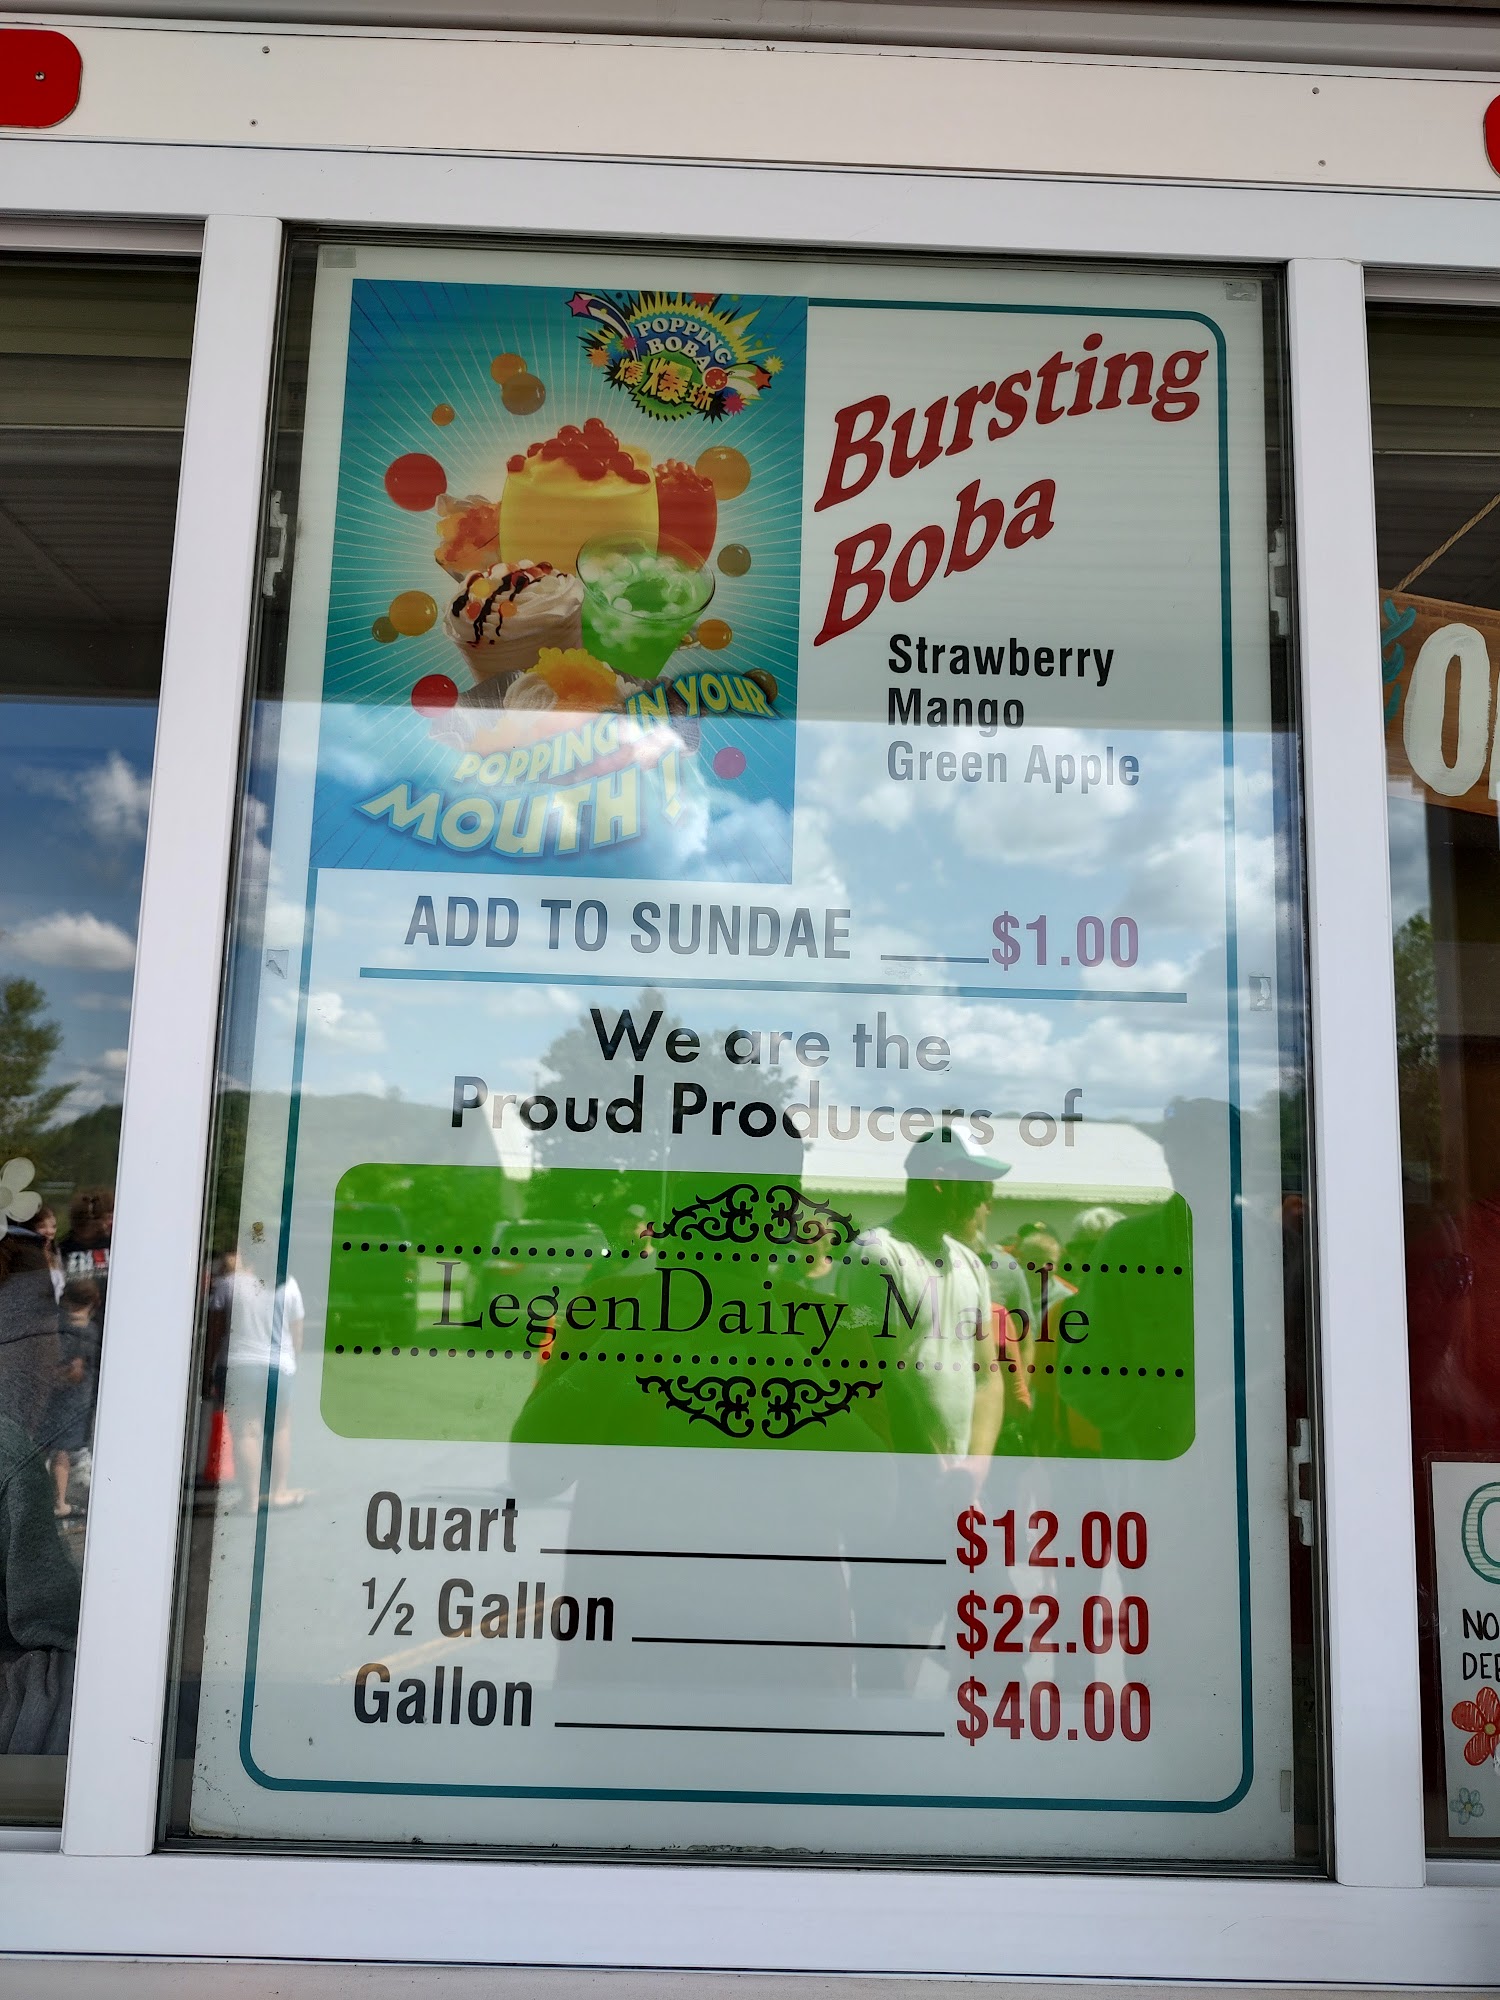 POPPING
BOBA
爆爆珠
POPPING IN YOUR
MOUTH!
Bursting
Boba
Strawberry
Mango
Green Apple
ADD TO SUNDAE $1.00
We are the
Proud Producers of
LegenDairy Maple
Quart $12.00
½ Gallon $22.00
Gallon $40.00
NO